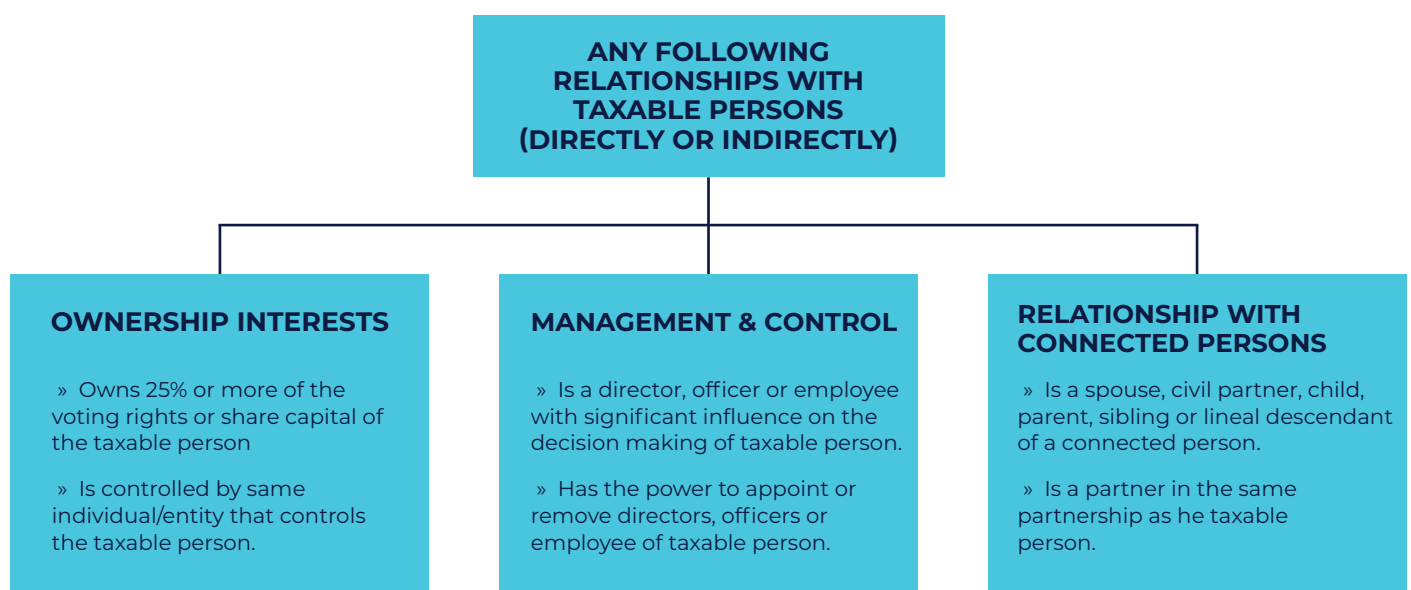 ANY FOLLOWING
RELATIONSHIPS WITH
TAXABLE PERSONS
(DIRECTLY OR INDIRECTLY)
OWNERSHIP INTERESTS
» Owns 25% or more of the
voting rights or share capital of
the taxable person
» Is controlled by same
individual/entity that controls
the taxable person.
MANAGEMENT & CONTROL
» Is a director, officer or employee
with significant influence on the
decision making of taxable person.
» Has the power to appoint or
remove directors, officers or
employee of taxable person.
RELATIONSHIP WITH
CONNECTED PERSONS
» Is a spouse, civil partner, child,
parent, sibling or lineal descendant
of a connected person.
» Is a partner in the same
partnership as he taxable
person.